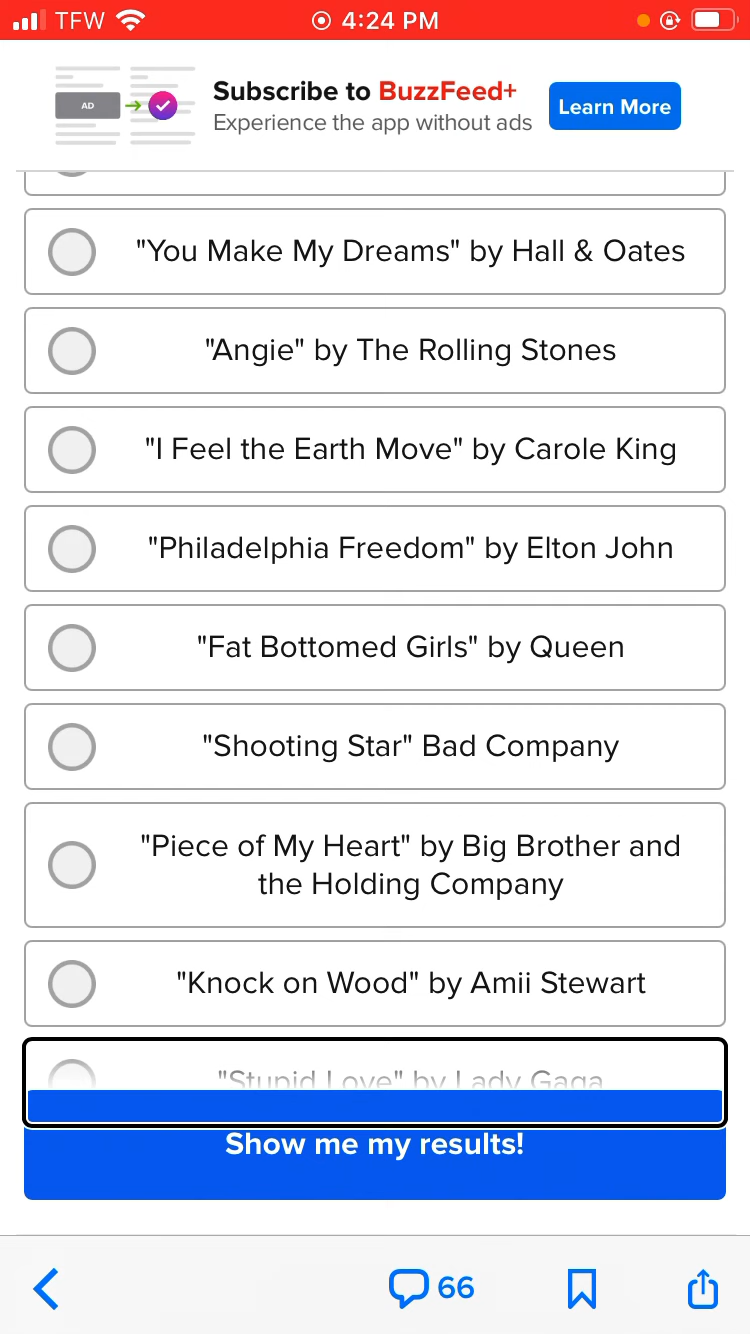 TFW 4:24 PM
AD
Subscribe to BuzzFeed+
Experience the app without ads
Learn More
"You Make My Dreams" by Hall & Oates
"Angie" by The Rolling Stones
"I Feel the Earth Move" by Carole King
"Philadelphia Freedom" by Elton John
"Fat Bottomed Girls" by Queen
"Shooting Star" Bad Company
"Piece of My Heart" by Big Brother and
the Holding Company
"Knock on Wood" by Amii Stewart
"Stupid Love" by Lady Gaga
Show me my results!
66